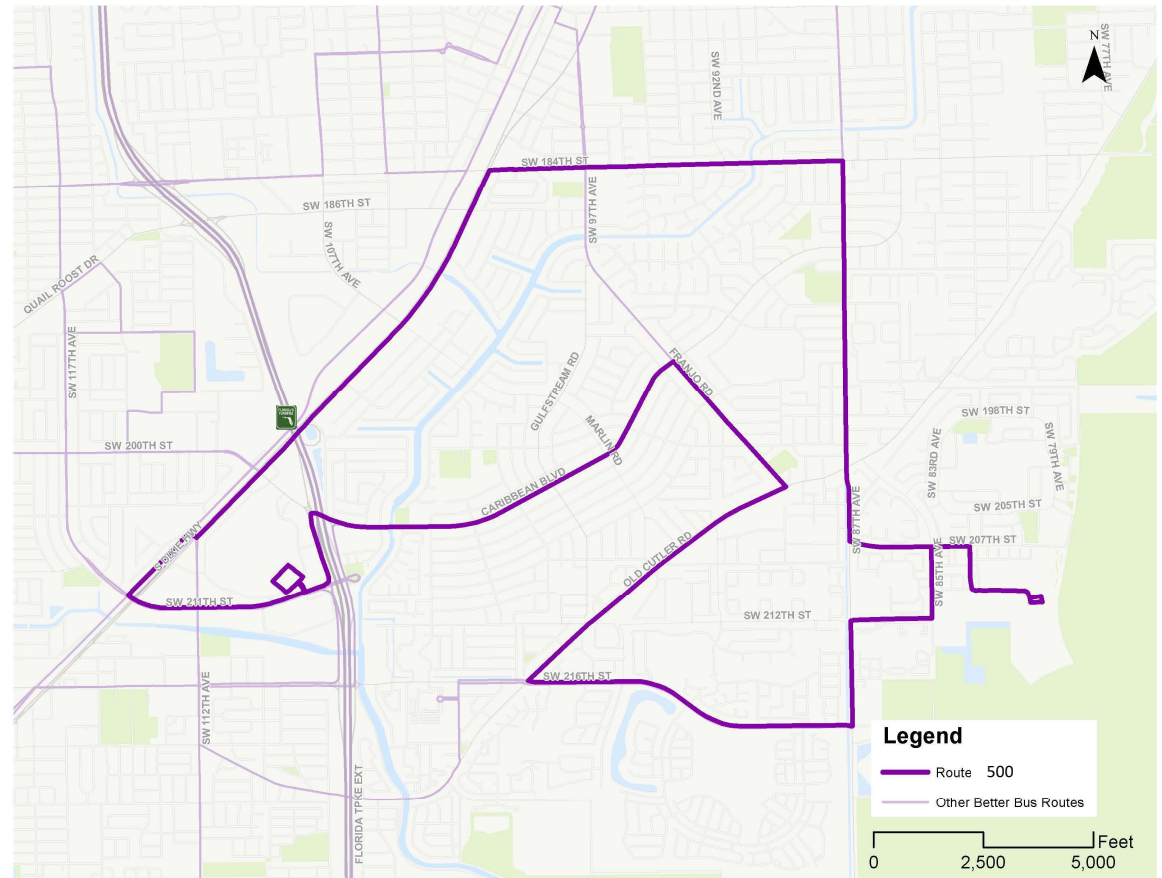 N
SW 77TH AVE
SW 92ND AVE
SW 184TH ST
SW 186TH ST
SW 97TH AVE
SW 107TH AVE
QUAIL ROOST DR
SW 117TH AVE
FRANJO RD
GULFSTREAM RD
MARLIN RD
SW 198TH ST
SW 83RD AVE
SW 79TH AVE
SW 200TH ST
CARIBBEAN BLVD
SW 87TH AVE
SW 205TH ST
S DIXIE HWY
SW 207TH ST
OLD CUTLER RD
SW 85TH AVE
SW 211TH ST
SW 212TH ST
SW 216TH ST
SW 112TH AVE
FLORIDA TPKE EXT
Legend
Route 500
Other Better Bus Routes
Feet
0 2,500 5,000